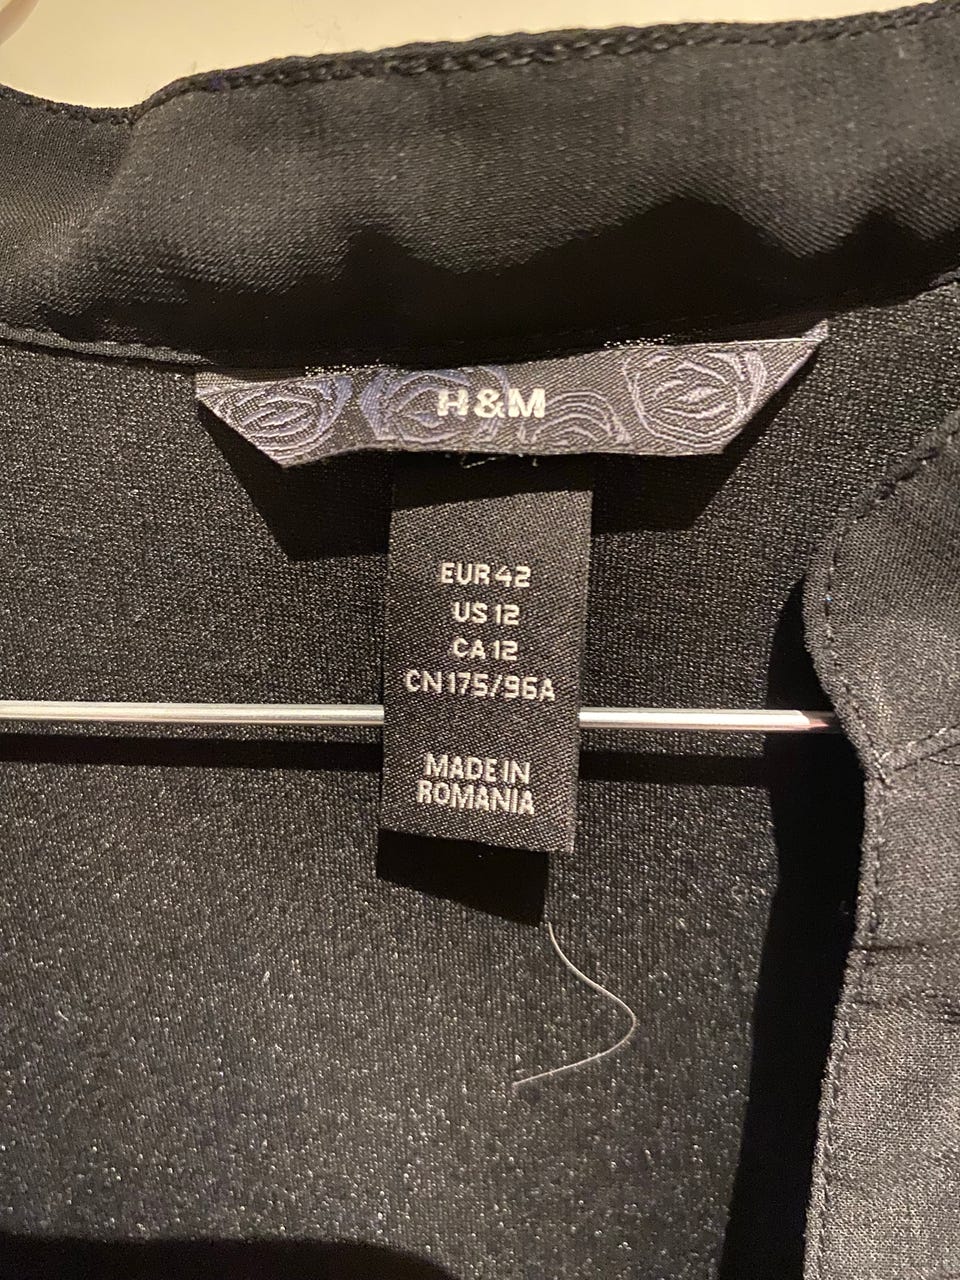 H&M
EUR 42
US 12
CA 12
CN 175/96A
MADE IN
ROMANIA